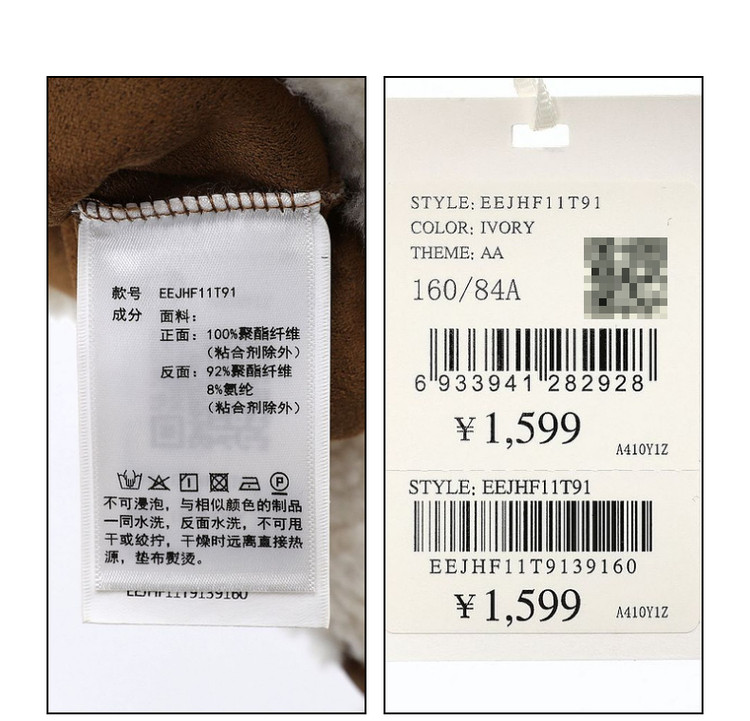 款号 EEJHF11T91
成分 面料：
正面：100%聚酯纤维
（粘合剂除外）
反面：92%聚酯纤维
8%氨纶
（粘合剂除外）
P
不可浸泡，与相似颜色的制品
一同水洗，反面水洗，不可甩
干或绞拧，干燥时远离直接热
源，垫布熨烫。
EEJHF11T9139160
STYLE: EEJHF11T91
COLOR: IVORY
THEME: AA
160/84A
6 933941 282928
¥1,599
A410Y1Z
STYLE: EEJHF11T91
EEJHF11T9139160
¥1,599
A410Y1Z